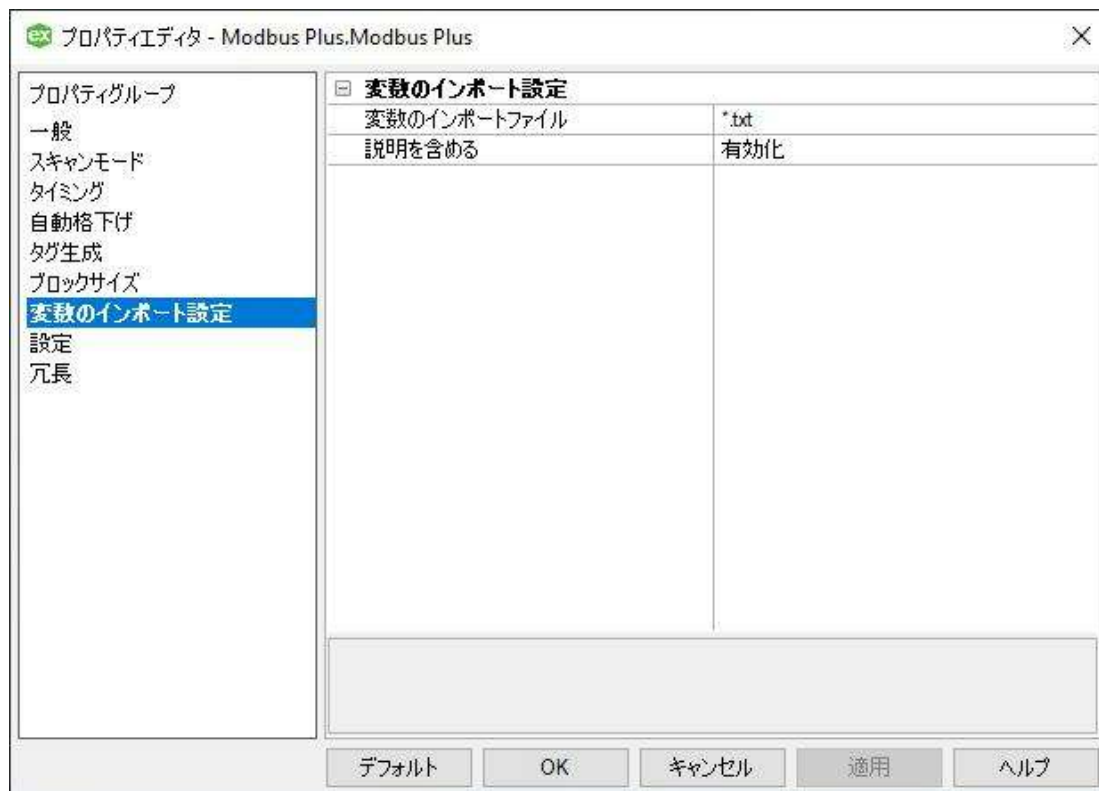 ex プロパティエディタ - Modbus Plus.Modbus Plus
プロパティグループ
一般
スキャンモード
タイミング
自動格下げ
タグ生成
ブロックサイズ
変数のインポート設定
設定
冗長
変数のインポート設定
変数のインポートファイル *.txt
説明を含める 有効化
デフォルト OK キャンセル 適用 ヘルプ